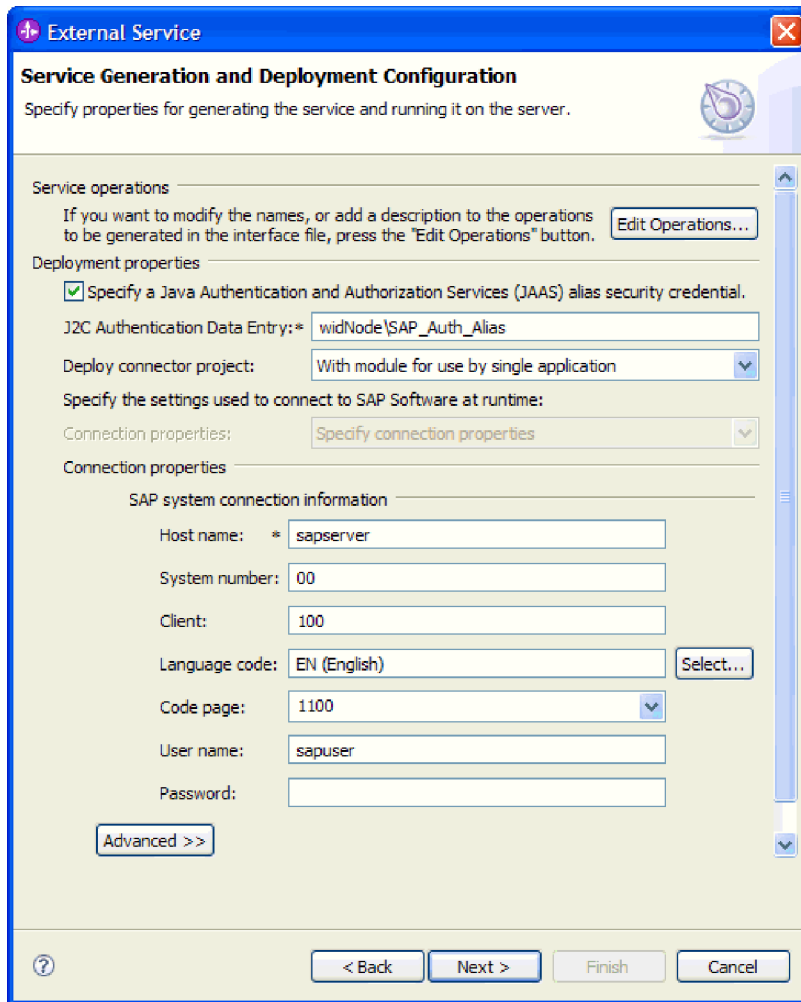 External Service
Service Generation and Deployment Configuration
Specify properties for generating the service and running it on the server.
Service operations
If you want to modify the names, or add a description to the operations
to be generated in the interface file, press the "Edit Operations" button.
Edit Operations...
Deployment properties
Specify a Java Authentication and Authorization Services (JAAS) alias security credential.
J2C Authentication Data Entry:* widNode\SAP_Auth_Alias
Deploy connector project: With module for use by single application
Specify the settings used to connect to SAP Software at runtime:
Connection properties: Specify connection properties
Connection properties
SAP system connection information
Host name: * sapserver
System number: 00
Client: 100
Language code: EN (English) Select...
Code page: 1100
User name: sapuser
Password:
Advanced >>
? < Back Next > Finish Cancel